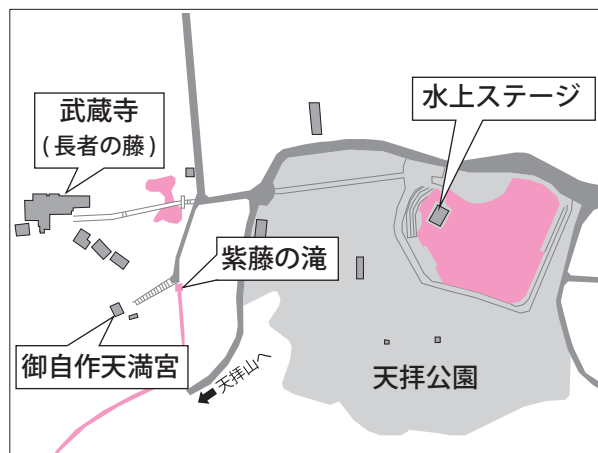 武蔵寺
(長者の藤)
水上ステージ
紫藤の滝
御自作天満宮
天拝山へ
天拝公園